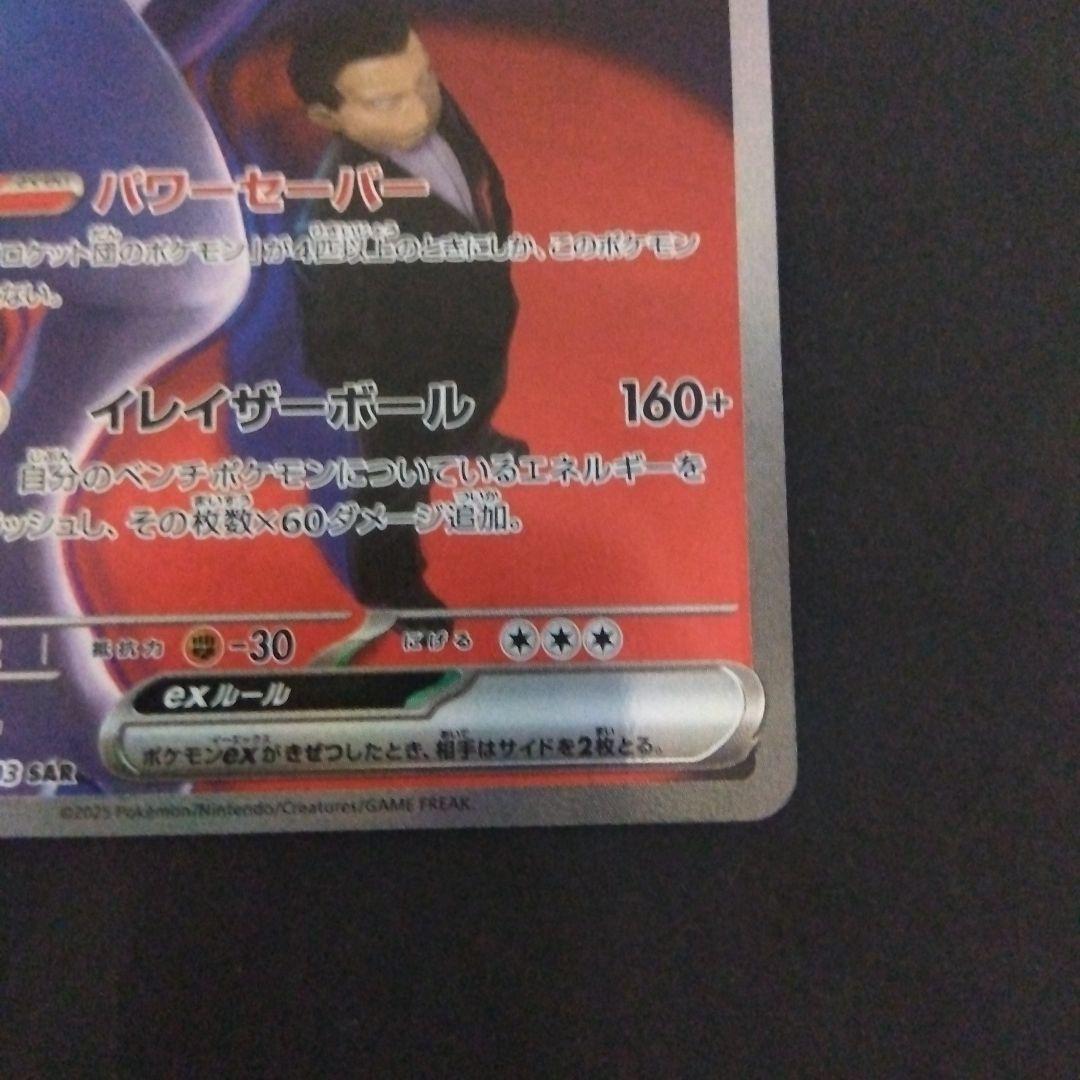 パワーセーバー
ロケット団のポケモン」が4匹以上のときにしか、このポケモン
ない。
イレイザーボール 160+
自分のベンチポケモンについているエネルギーを
ッシュし、その枚数×60ダメージ追加。
抵抗力 -30 にげる
exルール
ポケモンexがきぜつしたとき、相手はサイドを2枚とる。
SAR
©2025 Pokémon/Nintendo/Creatures/GAME FREAK.